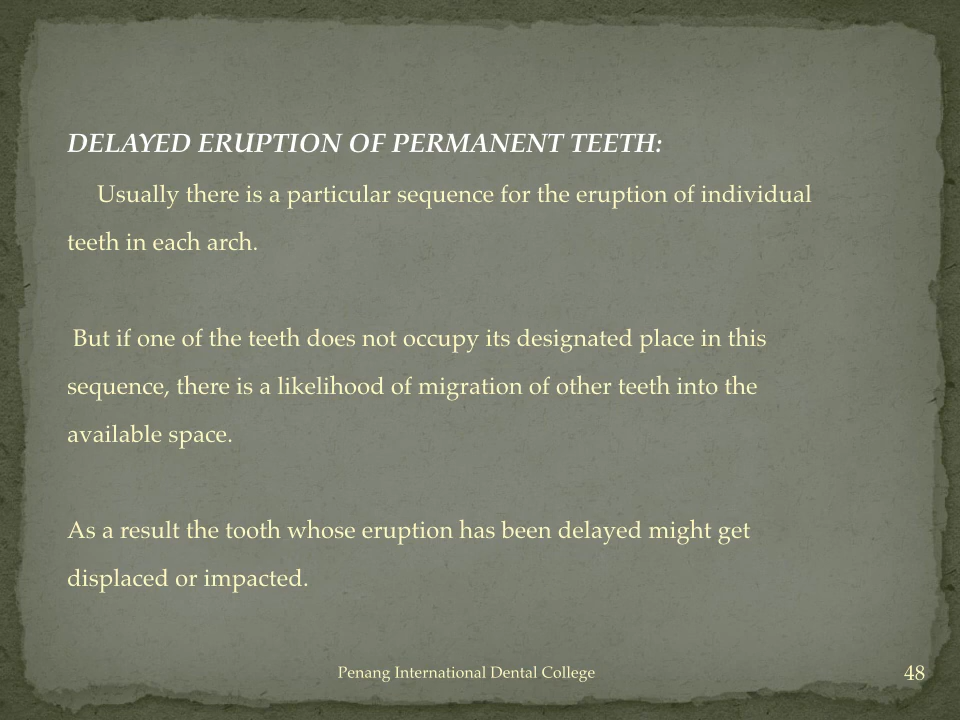 DELAYED ERUPTION OF PERMANENT TEETH:
Usually there is a particular sequence for the eruption of individual
teeth in each arch.
But if one of the teeth does not occupy its designated place in this
sequence, there is a likelihood of migration of other teeth into the
available space.
As a result the tooth whose eruption has been delayed might get
displaced or impacted.
Penang International Dental College
48